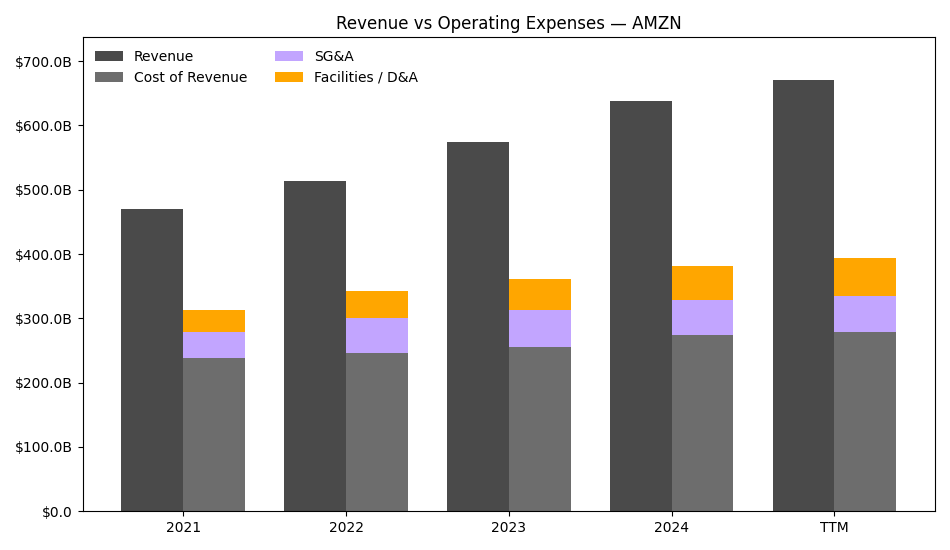 Revenue vs Operating Expenses — AMZN
Revenue
Cost of Revenue
SG&A
Facilities / D&A
$700.0B
$600.0B
$500.0B
$400.0B
$300.0B
$200.0B
$100.0B
$0.0
2021
2022
2023
2024
TTM